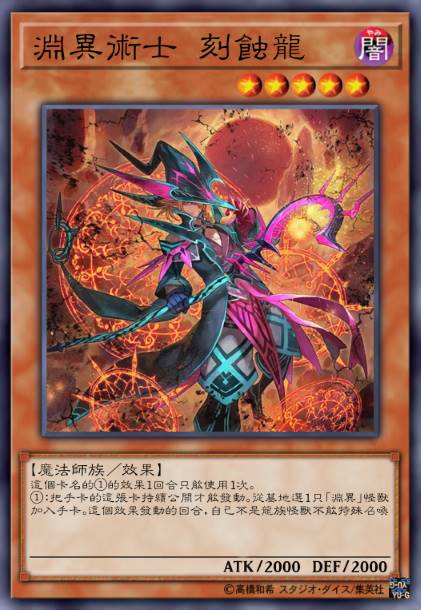 淵異術士 刻蝕龍
やみ
闇
【魔法師族／效果】
這個卡名的①的效果1回合只能使用1次。
①:把手卡的這張卡持續公開才能發動。從墓地選1只「淵異」怪獸
加入手卡。這個效果發動的回合,自己不是龍族怪獸不能特殊召喚
ATK/2000 DEF/2000
©高橋和希 スタジオ・ダイス/集英社